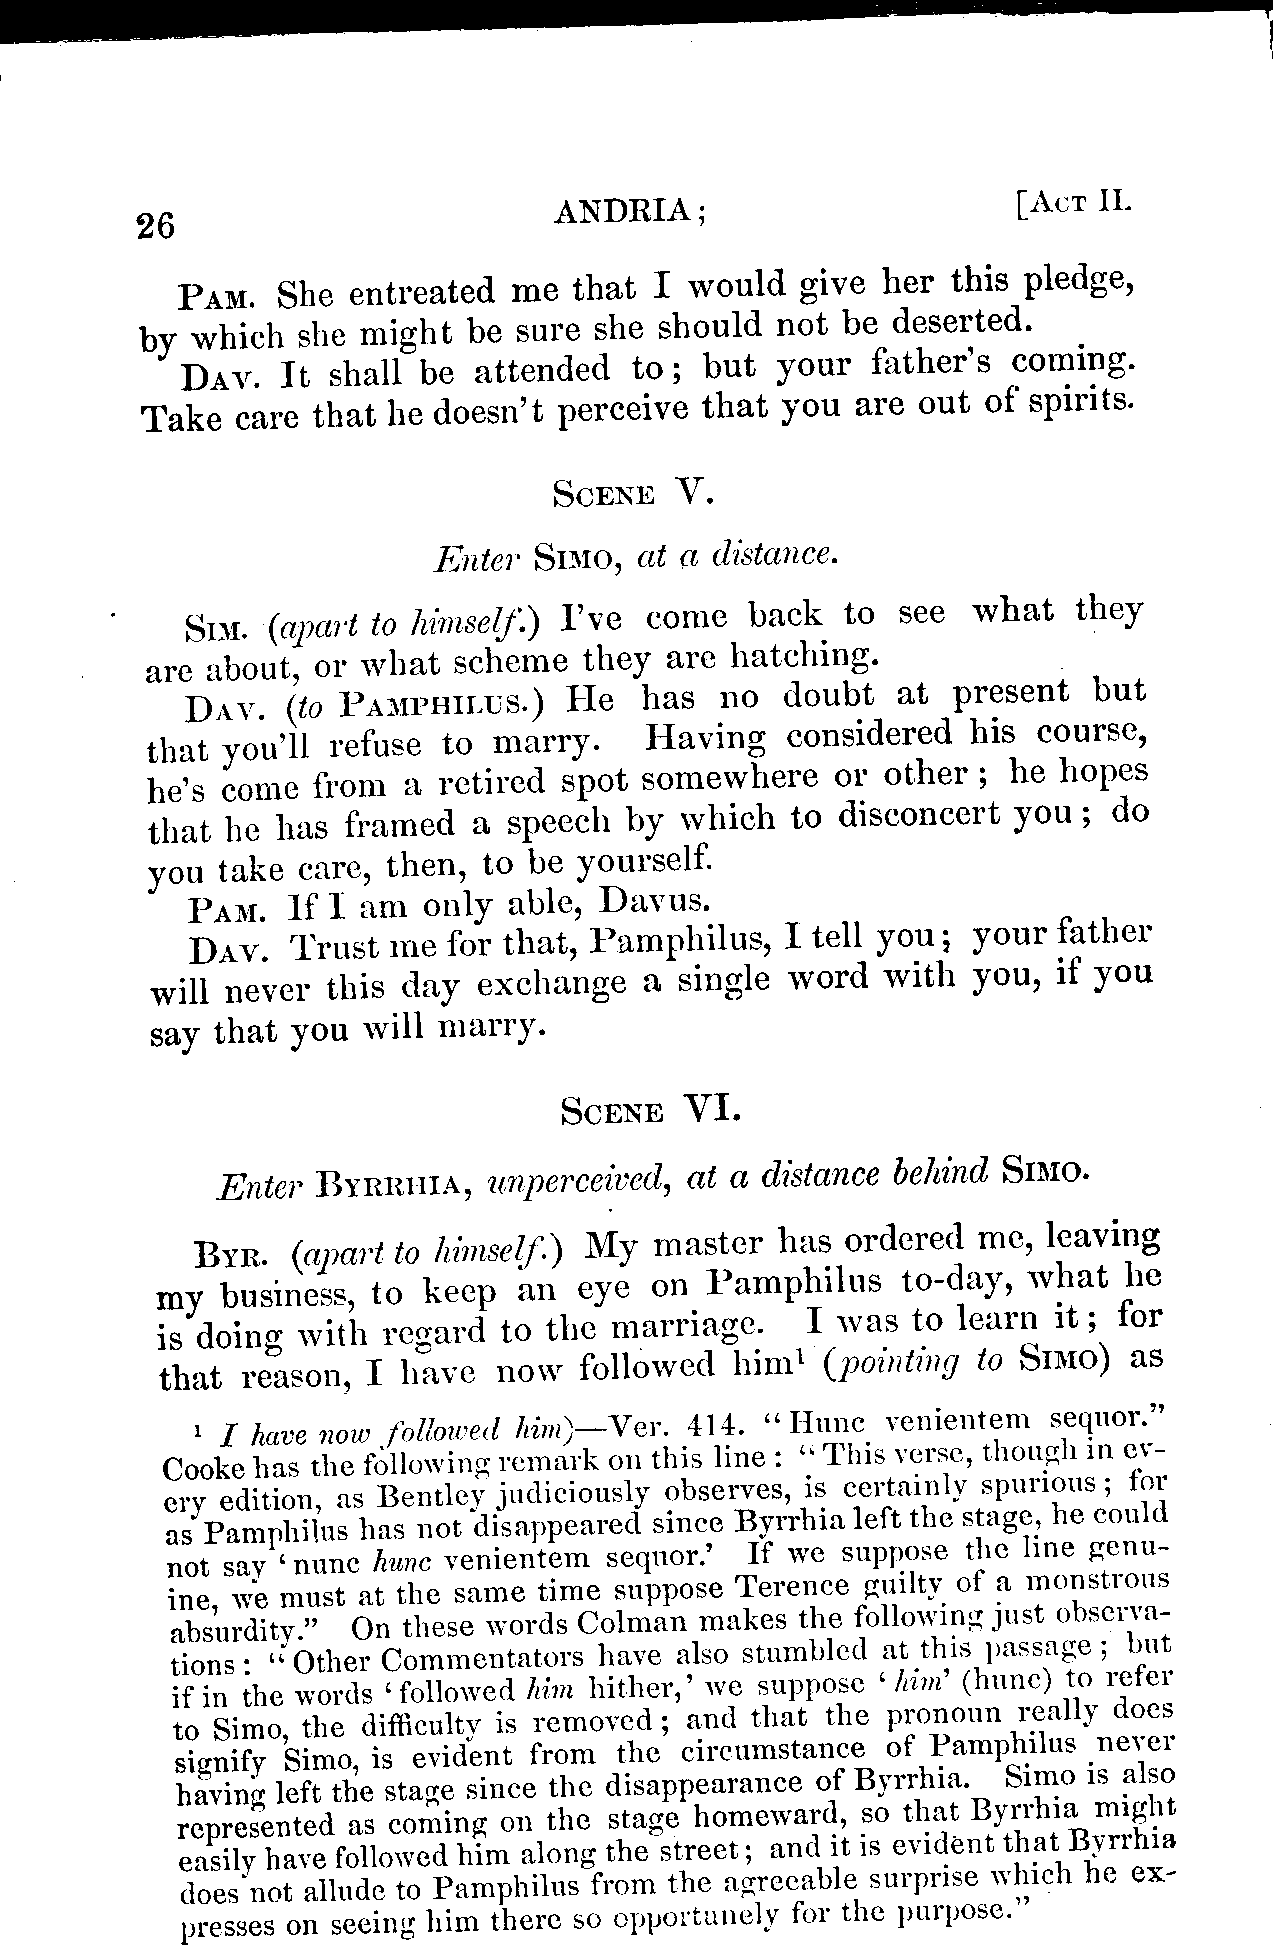 26 ANDRIA; [ACT II.
PAM. She entreated me that I would give her this pledge,
by which she might be sure she should not be deserted.
DAV. It shall be attended to; but your father's coming.
Take care that he doesn't perceive that you are out of spirits.
SCENE V.
Enter SIMO, at a distance.
SIM. (apart to himself.) I've come back to see what they
are about, or what scheme they are hatching.
DAV. (to PAMPHILUS.) He has no doubt at present but
that you'll refuse to marry. Having considered his course,
he's come from a retired spot somewhere or other; he hopes
that he has framed a speech by which to disconcert you; do
you take care, then, to be yourself.
PAM. If I am only able, Davus.
DAV. Trust me for that, Pamphilus, I tell you; your father
will never this day exchange a single word with you, if you
say that you will marry.
SCENE VI.
Enter BYRRHIA, unperceived, at a distance behind SIMO.
BYR. (apart to himself.) My master has ordered me, leaving
my business, to keep an eye on Pamphilus to-day, what he
is doing with regard to the marriage. I was to learn it; for
that reason, I have now followed him¹ (pointing to SIMO) as
¹ I have now followed him)—Ver. 414. "Hunc venientem sequor."
Cooke has the following remark on this line: "This verse, though in ev-
ery edition, as Bentley judiciously observes, is certainly spurious; for
as Pamphilus has not disappeared since Byrrhia left the stage, he could
not say 'nunc hunc venientem sequor.' If we suppose the line genu-
ine, we must at the same time suppose Terence guilty of a monstrous
absurdity." On these words Colman makes the following just observa-
tions: "Other Commentators have also stumbled at this passage; but
if in the words 'followed him hither,' we suppose 'him' (hunc) to refer
to Simo, the difficulty is removed; and that the pronoun really does
signify Simo, is evident from the circumstance of Pamphilus never
having left the stage since the disappearance of Byrrhia. Simo is also
represented as coming on the stage homeward, so that Byrrhia might
easily have followed him along the street; and it is evident that Byrrhia
does not allude to Pamphilus from the agreeable surprise which he ex-
presses on seeing him there so opportunely for the purpose."